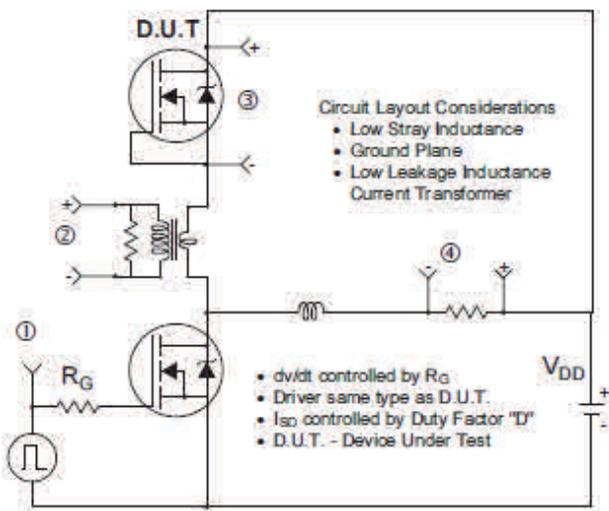 D.U.T
+
-
③
Circuit Layout Considerations
• Low Stray Inductance
• Ground Plane
• Low Leakage Inductance
Current Transformer
+
②
-
④
- +
①
RG
• dv/dt controlled by RG
• Driver same type as D.U.T.
• ISD controlled by Duty Factor "D"
• D.U.T. - Device Under Test
VDD
+
-